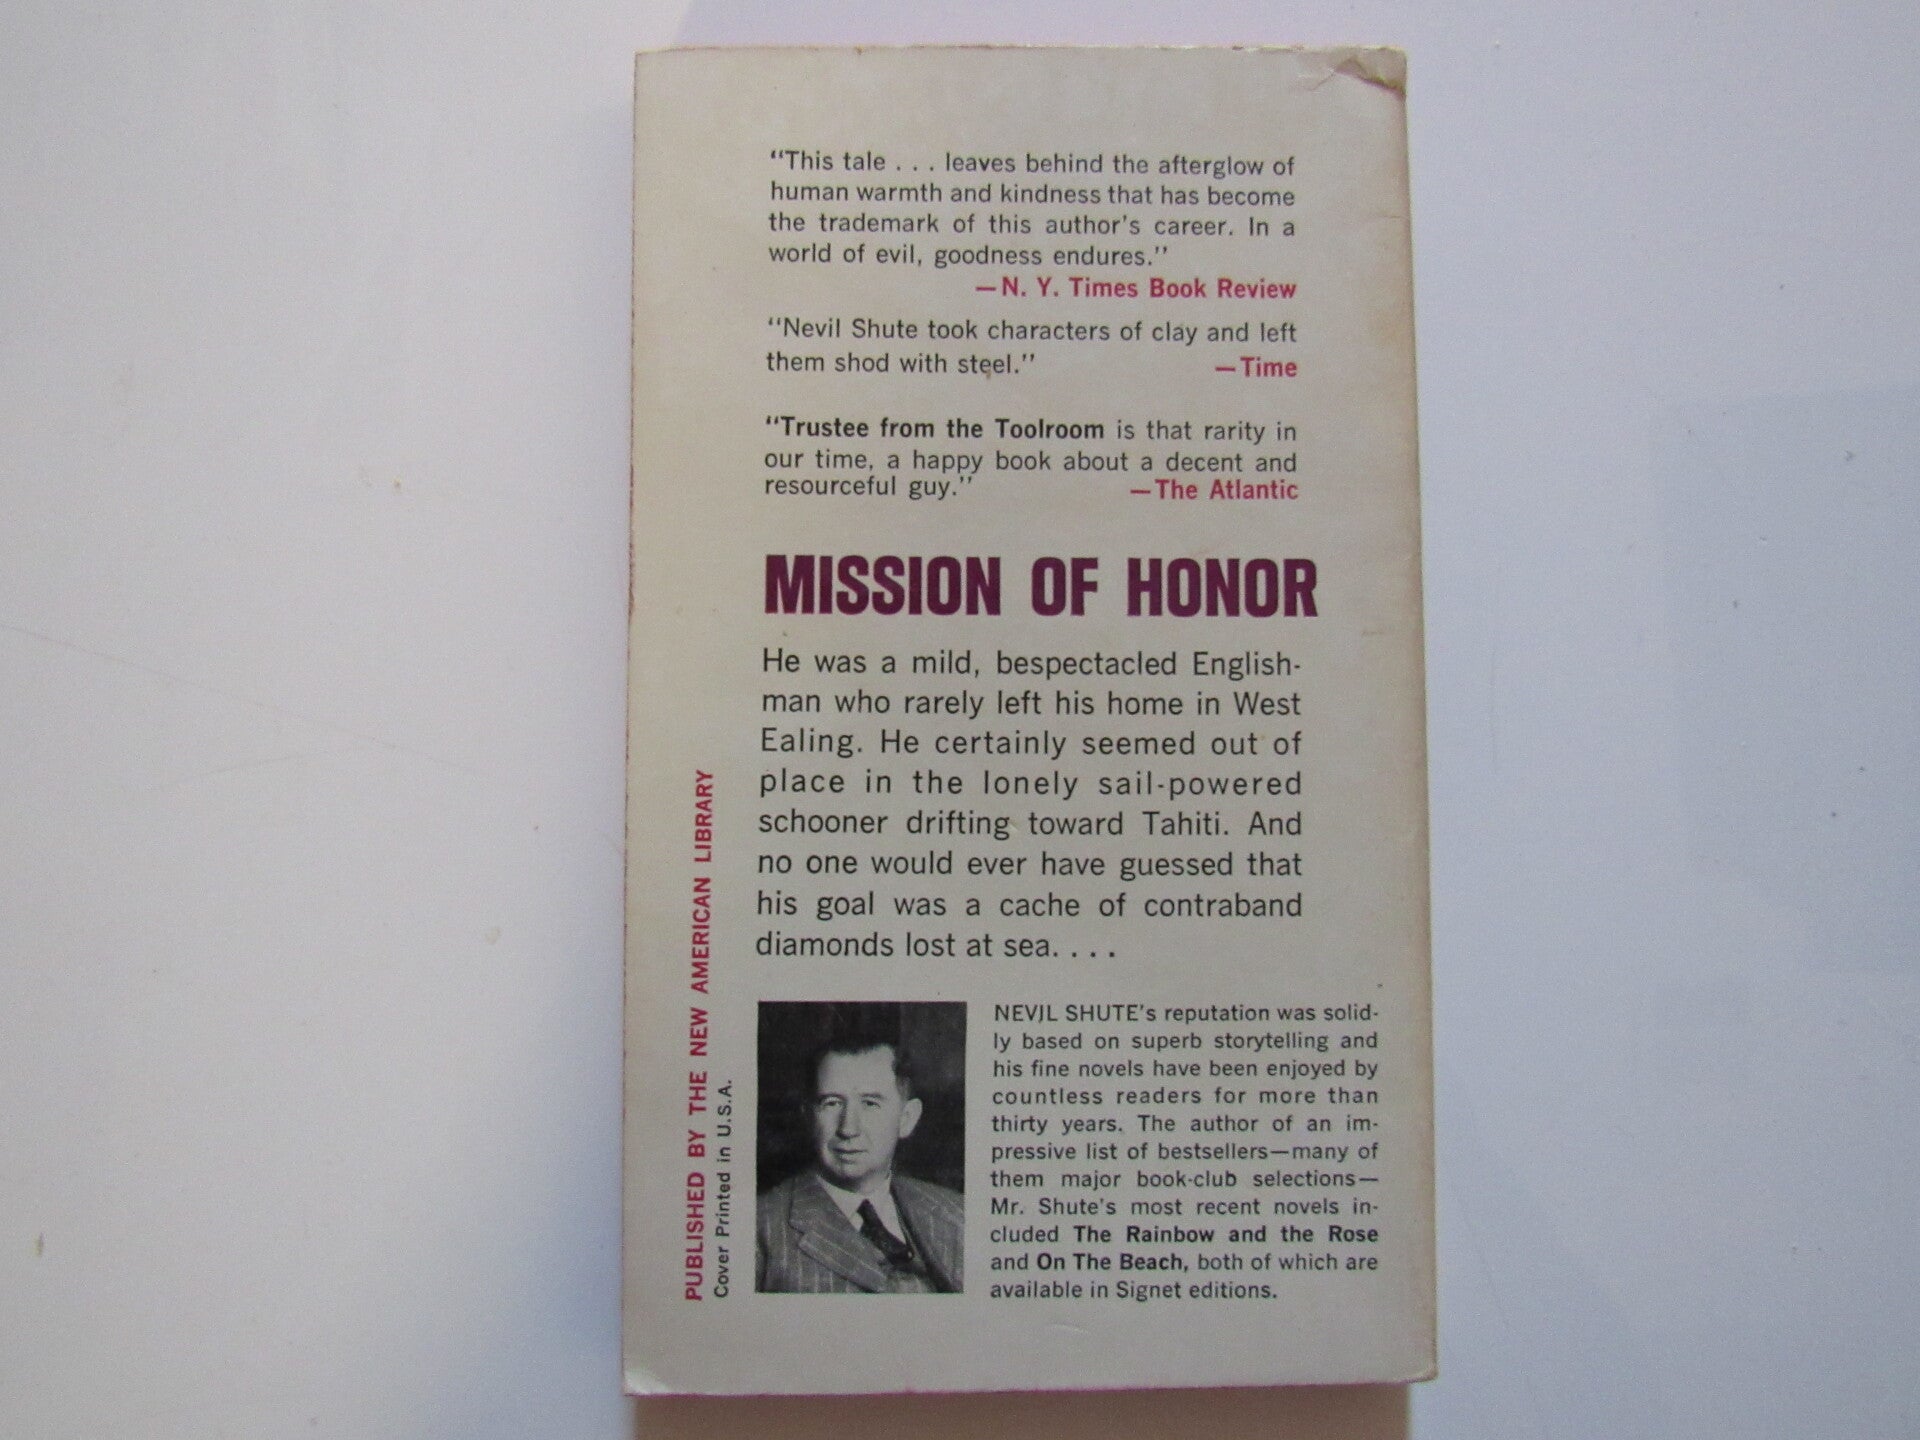 "This tale . . . leaves behind the afterglow of
human warmth and kindness that has become
the trademark of this author's career. In a
world of evil, goodness endures."
—N. Y. Times Book Review
"Nevil Shute took characters of clay and left
them shod with steel." —Time
"Trustee from the Toolroom is that rarity in
our time, a happy book about a decent and
resourceful guy." —The Atlantic
MISSION OF HONOR
He was a mild, bespectacled English-
man who rarely left his home in West
Ealing. He certainly seemed out of
place in the lonely sail-powered
schooner drifting toward Tahiti. And
no one would ever have guessed that
his goal was a cache of contraband
diamonds lost at sea. . . .
NEVIL SHUTE's reputation was solid-
ly based on superb storytelling and
his fine novels have been enjoyed by
countless readers for more than
thirty years. The author of an im-
pressive list of bestsellers—many of
them major book-club selections—
Mr. Shute's most recent novels in-
cluded The Rainbow and the Rose
and On The Beach, both of which are
available in Signet editions.
PUBLISHED BY THE NEW AMERICAN LIBRARY
Cover Printed in U.S.A.